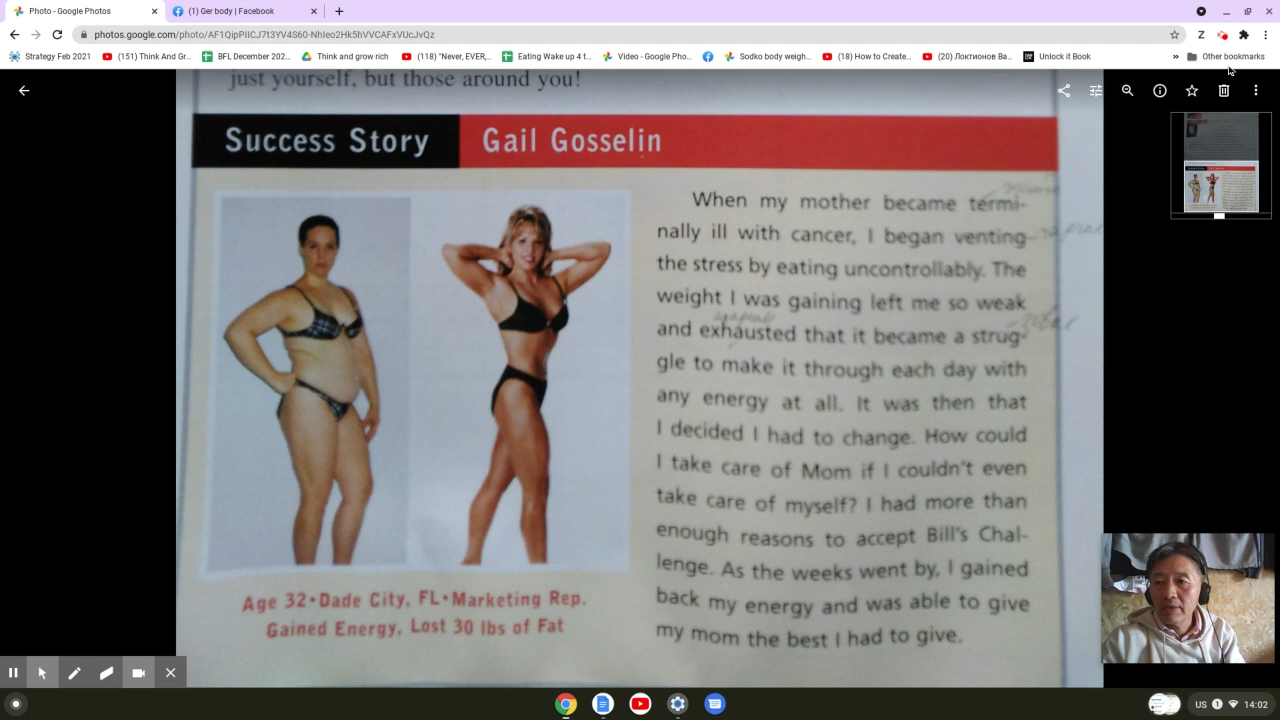 Photo - Google Photos
(1) Ger body | Facebook
photos.google.com/photo/AF1QipPIICJ7t3YV4S60-NhIeo2Hk5hVVCAFxVUcJvQz
Strategy Feb 2021
(151) Think And Gr...
BFL December 202...
Think and grow rich
(118) "Never, EVER,...
Eating Wake up 4 t...
Video - Google Pho...
Sodko body weigh...
(18) How to Create...
(20) Локтионов Ва...
Unlock it Book
»
Other bookmarks
just yourself, but those around you!
Success Story
Gail Gosselin
When my mother became termi-
nally ill with cancer, I began venting
the stress by eating uncontrollably. The
weight I was gaining left me so weak
and exhausted that it became a strug-
gle to make it through each day with
any energy at all. It was then that
I decided I had to change. How could
I take care of Mom if I couldn't even
take care of myself? I had more than
enough reasons to accept Bill's Chal-
lenge. As the weeks went by, I gained
back my energy and was able to give
my mom the best I had to give.
Age 32•Dade City, FL•Marketing Rep.
Gained Energy, Lost 30 lbs of Fat
US
1
14:02